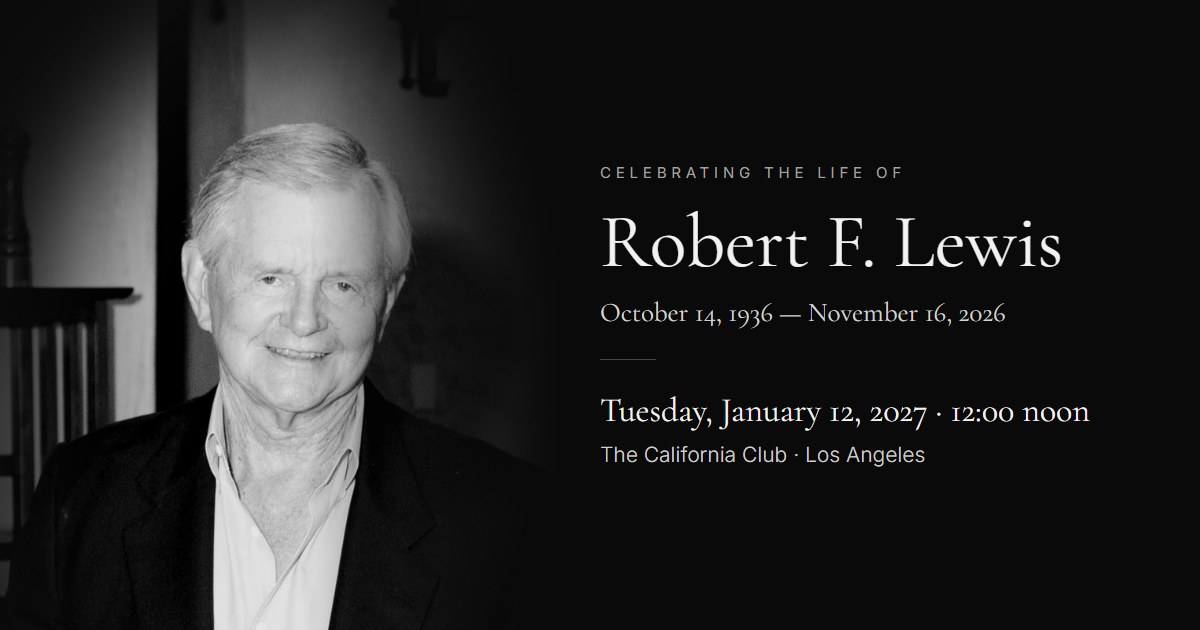 CELEBRATING THE LIFE OF
Robert F. Lewis
October 14, 1936 — November 16, 2026
Tuesday, January 12, 2027 · 12:00 noon
The California Club · Los Angeles